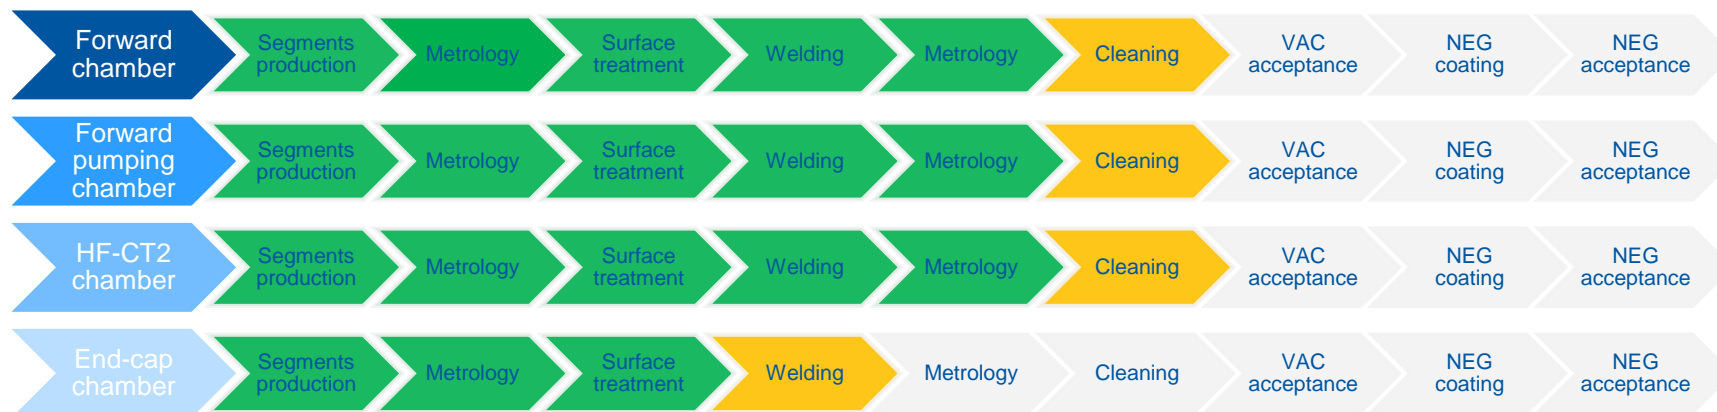 Forward
chamber
Segments
production
Metrology
Surface
treatment
Welding
Metrology
Cleaning
VAC
acceptance
NEG
coating
NEG
acceptance
Forward
pumping
chamber
Segments
production
Metrology
Surface
treatment
Welding
Metrology
Cleaning
VAC
acceptance
NEG
coating
NEG
acceptance
HF-CT2
chamber
Segments
production
Metrology
Surface
treatment
Welding
Metrology
Cleaning
VAC
acceptance
NEG
coating
NEG
acceptance
End-cap
chamber
Segments
production
Metrology
Surface
treatment
Welding
Metrology
Cleaning
VAC
acceptance
NEG
coating
NEG
acceptance